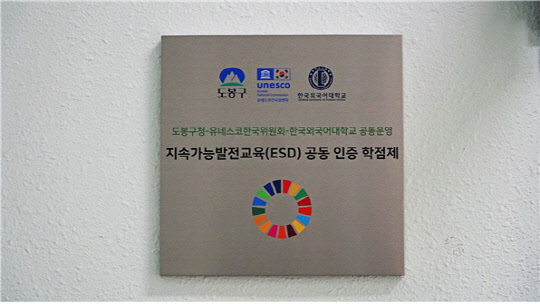 도봉구
unesco
한국외국어대학교
도봉구청-유네스코한국위원회-한국외국어대학교 공동운영
지속가능발전교육(ESD) 공동 인증 학점제